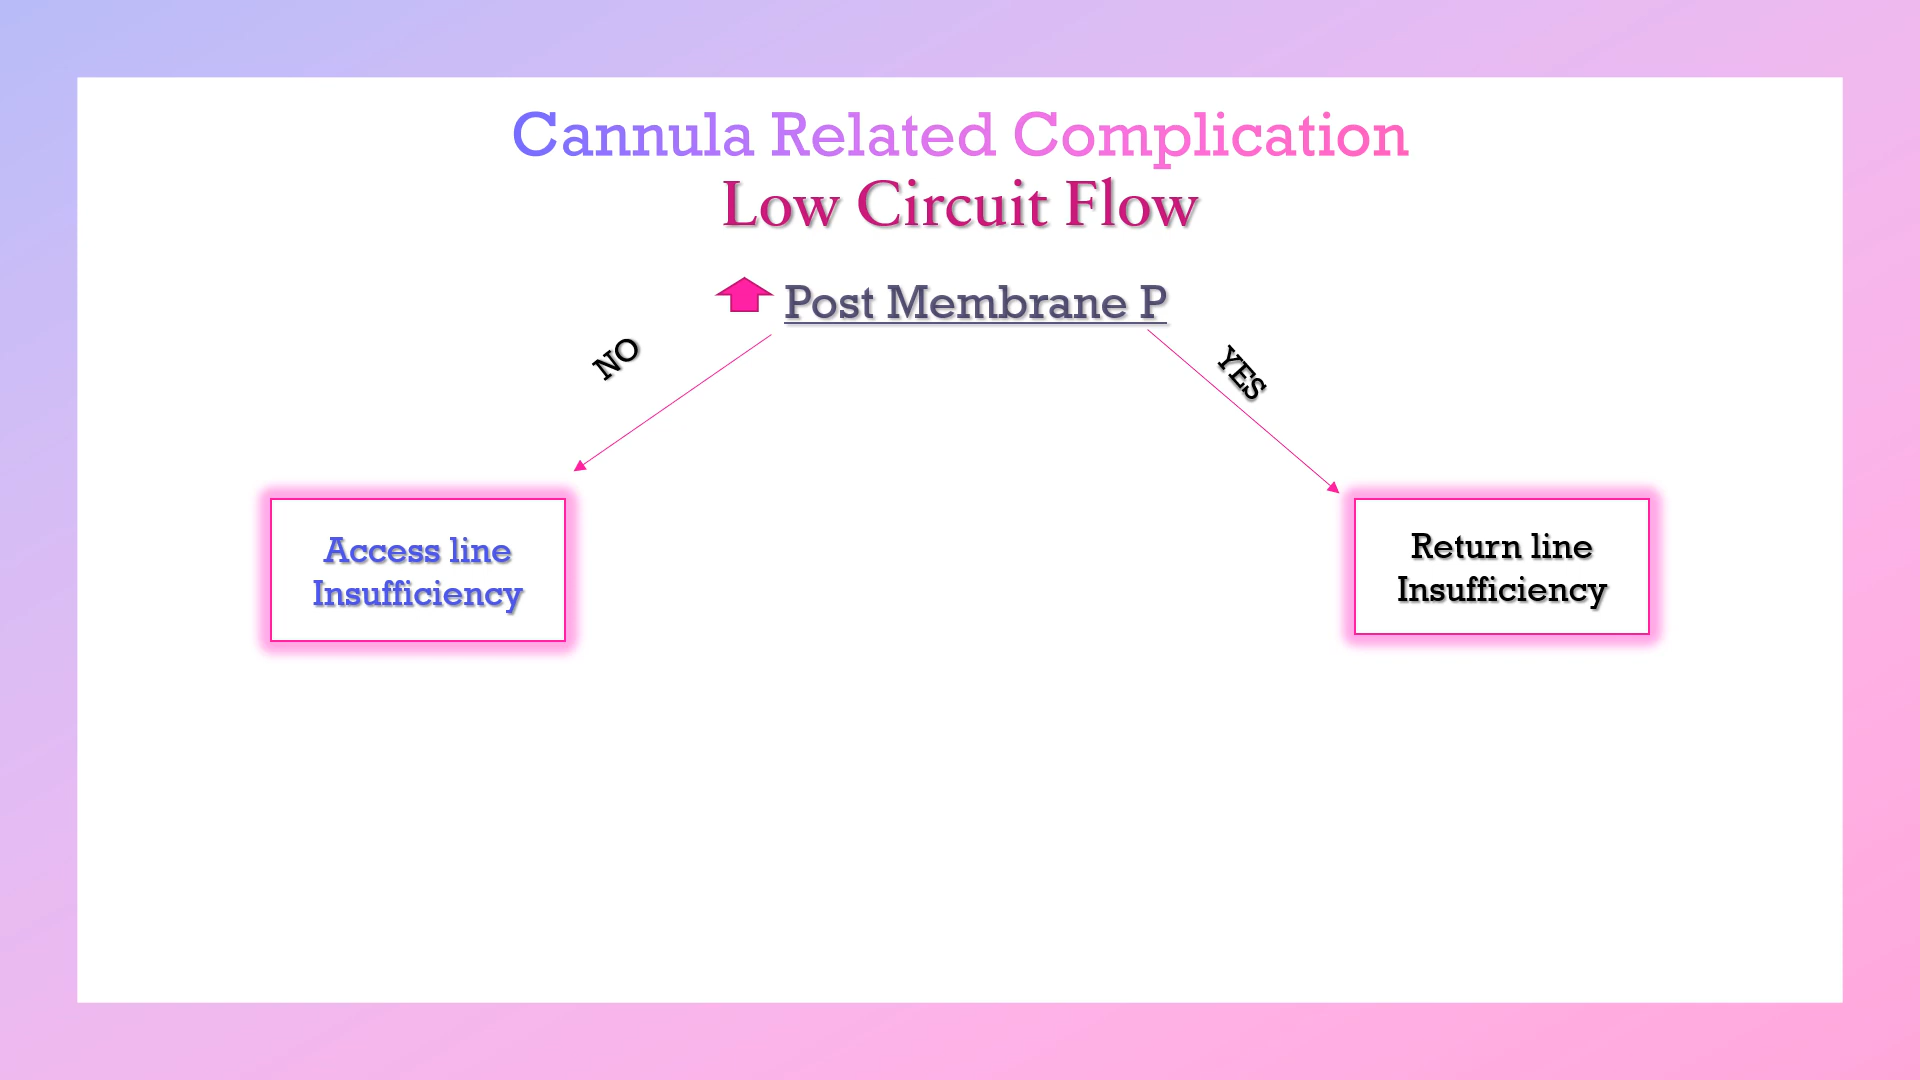 Cannula Related Complication
Low Circuit Flow
Post Membrane P
NO
YES
Access line
Insufficiency
Return line
Insufficiency